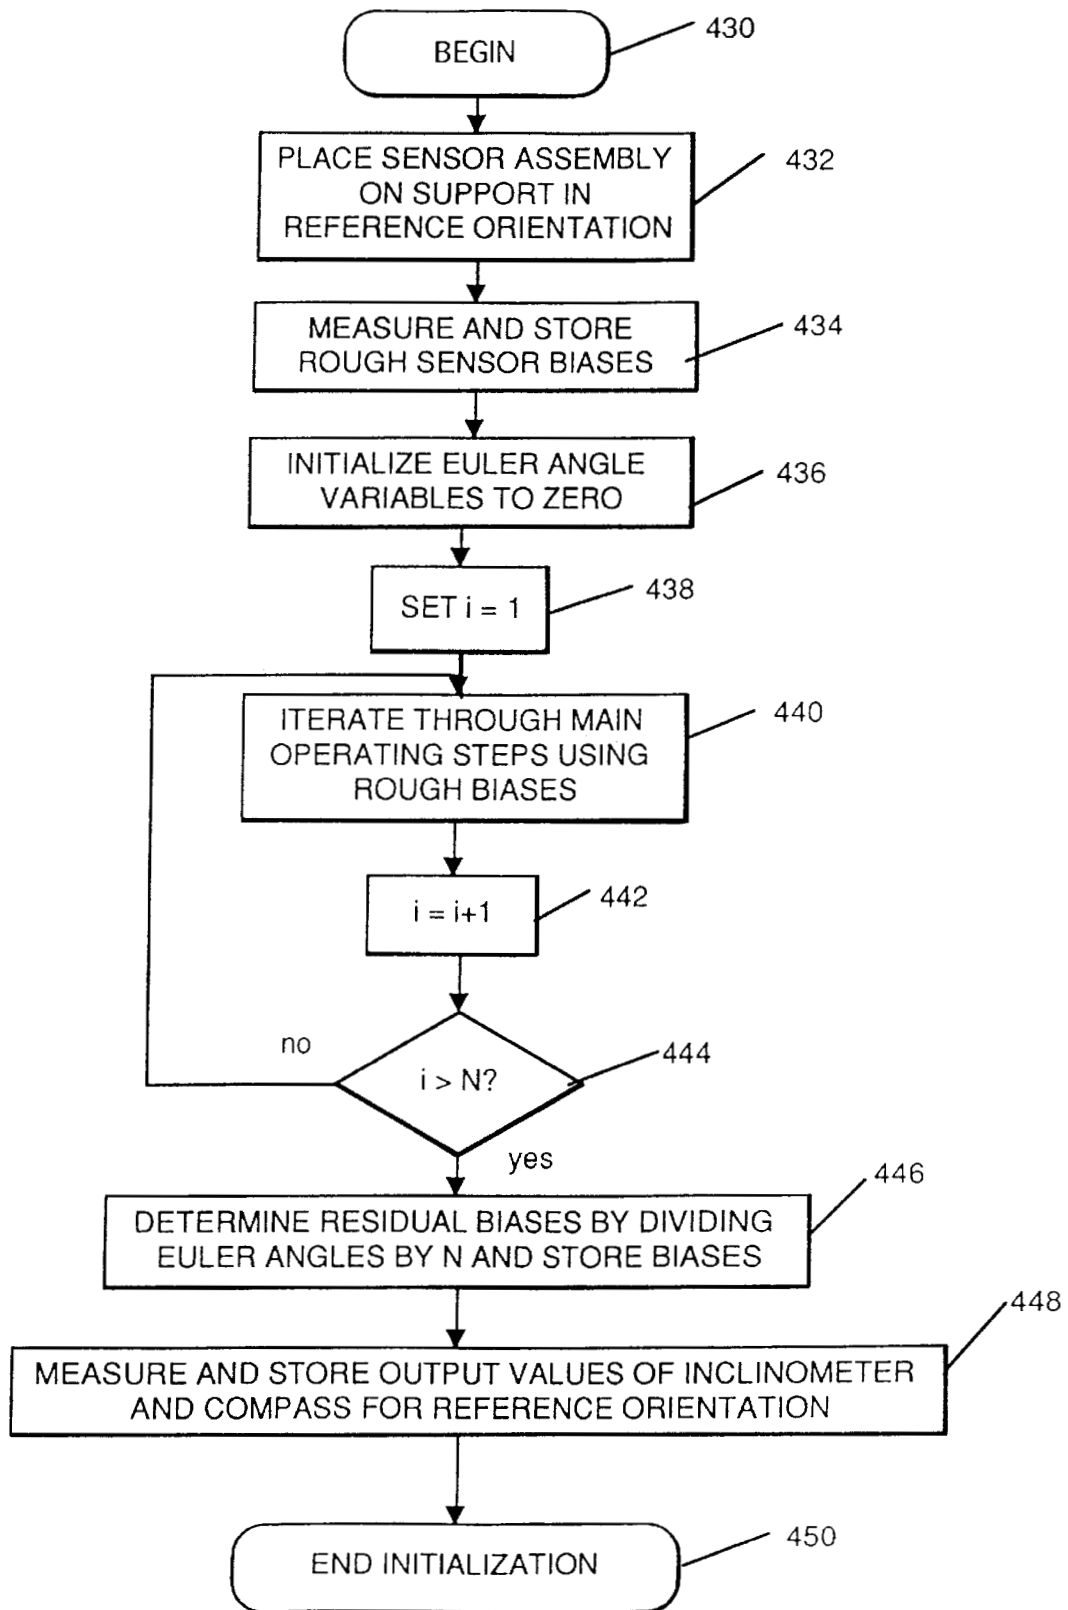 BEGIN
430
PLACE SENSOR ASSEMBLY
ON SUPPORT IN
REFERENCE ORIENTATION
432
MEASURE AND STORE
ROUGH SENSOR BIASES
434
INITIALIZE EULER ANGLE
VARIABLES TO ZERO
436
SET i = 1
438
ITERATE THROUGH MAIN
OPERATING STEPS USING
ROUGH BIASES
440
i = i+1
442
no
i > N?
444
yes
DETERMINE RESIDUAL BIASES BY DIVIDING
EULER ANGLES BY N AND STORE BIASES
446
MEASURE AND STORE OUTPUT VALUES OF INCLINOMETER
AND COMPASS FOR REFERENCE ORIENTATION
448
END INITIALIZATION
450